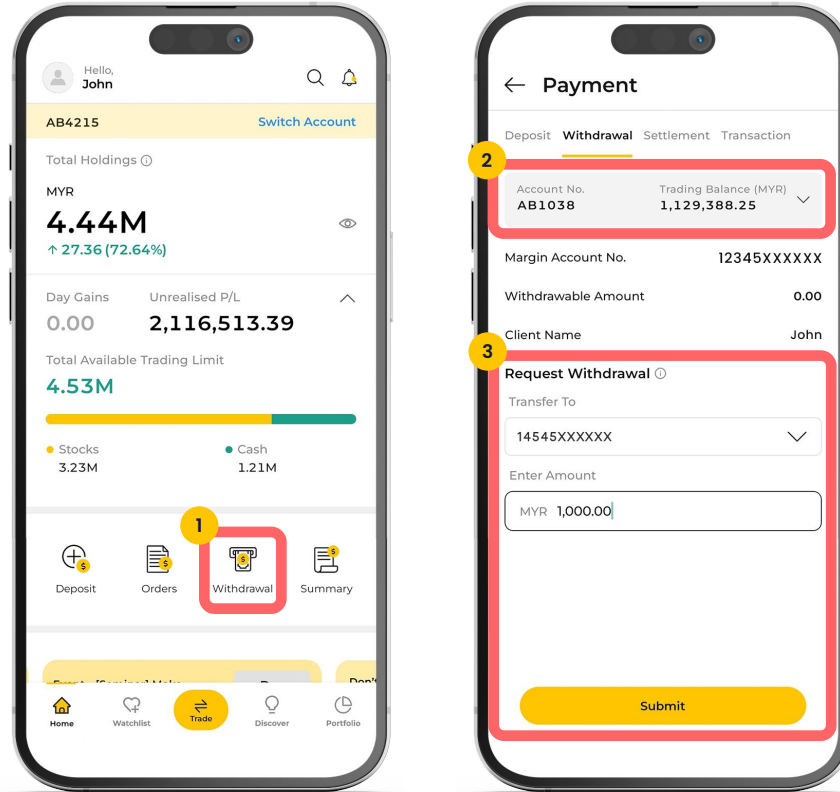 Hello,
John
AB4215 Switch Account
Total Holdings
MYR
4.44M
↑ 27.36 (72.64%)
Day Gains Unrealised P/L
0.00 2,116,513.39
Total Available Trading Limit
4.53M
Stocks Cash
3.23M 1.21M
1
Deposit Orders Withdrawal Summary
Home Watchlist Trade Discover Portfolio
← Payment
Deposit Withdrawal Settlement Transaction
2
Account No. Trading Balance (MYR)
AB1038 1,129,388.25
Margin Account No. 12345XXXXXX
Withdrawable Amount 0.00
Client Name John
3
Request Withdrawal
Transfer To
14545XXXXXX
Enter Amount
MYR 1,000.00
Submit